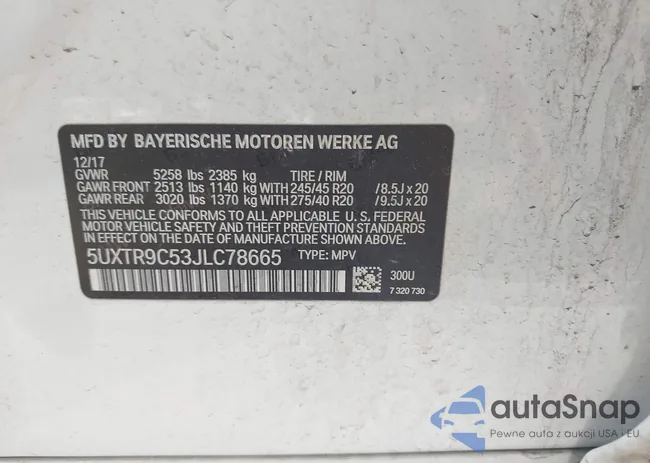 MFD BY BAYERISCHE MOTOREN WERKE AG
12/17
GVWR 5258 lbs 2385 kg TIRE / RIM
GAWR FRONT 2513 lbs 1140 kg WITH 245/45 R20 /8.5J x 20
GAWR REAR 3020 lbs 1370 kg WITH 275/40 R20 /9.5J x 20
THIS VEHICLE CONFORMS TO ALL APPLICABLE U. S. FEDERAL
MOTOR VEHICLE SAFETY AND THEFT PREVENTION STANDARDS
IN EFFECT ON THE DATE OF MANUFACTURE SHOWN ABOVE.
5UXTR9C53JLC78665 TYPE: MPV
300U
7 320 730
autaSnap
Pewne auta z aukcji USA i EU